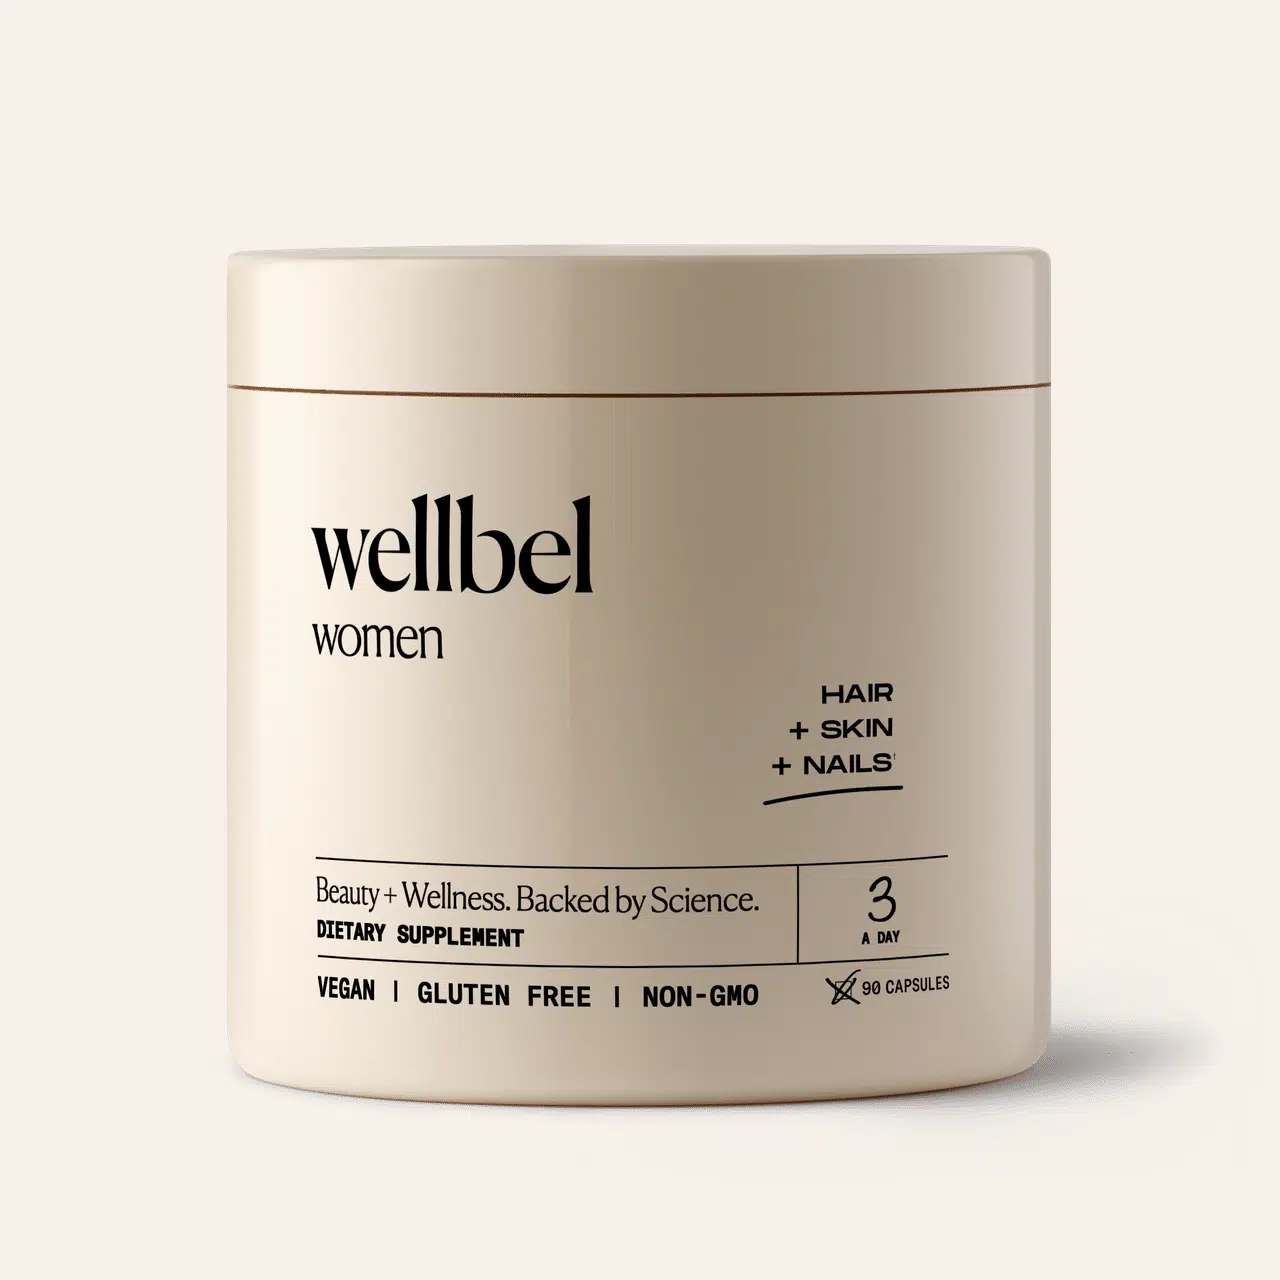 wellbel
women
HAIR
+ SKIN
+ NAILS†
Beauty + Wellness. Backed by Science.
DIETARY SUPPLEMENT
3
A DAY
VEGAN | GLUTEN FREE | NON-GMO
90 CAPSULES